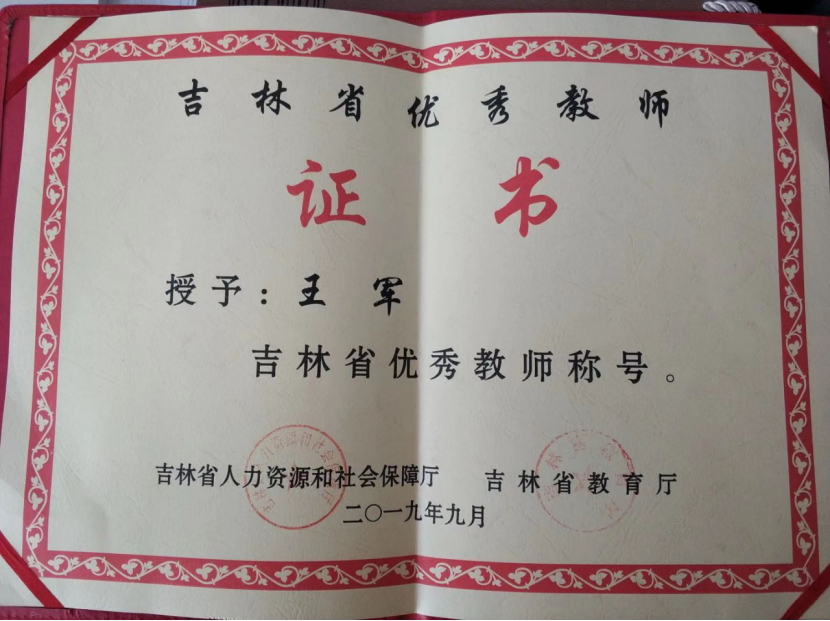 吉林省优秀教师
证书
授予：王军
吉林省优秀教师称号。
吉林省人力资源和社会保障厅 吉林省教育厅
二〇一九年九月